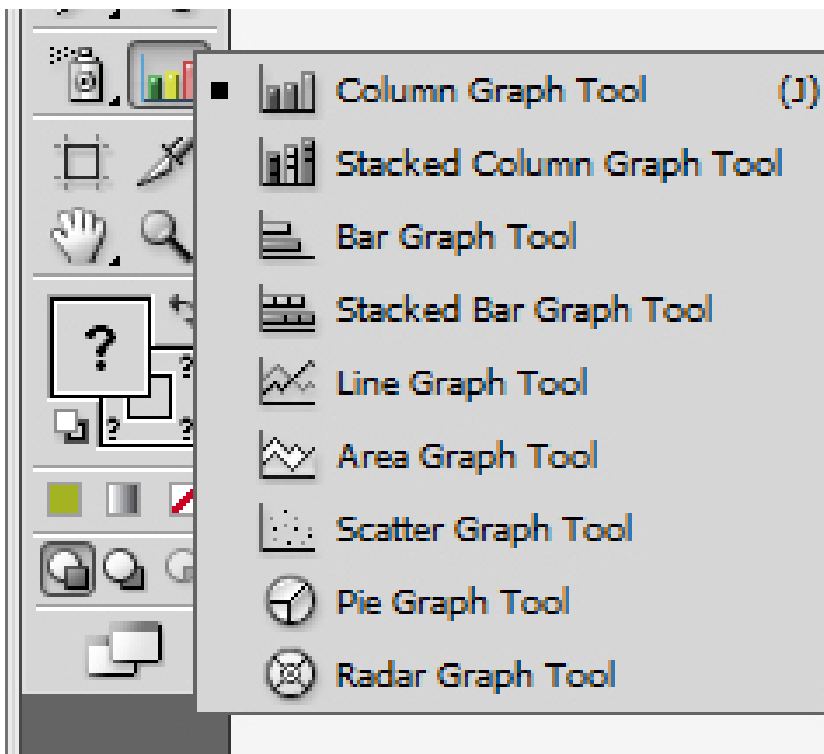 Column Graph Tool (J)
Stacked Column Graph Tool
Bar Graph Tool
Stacked Bar Graph Tool
Line Graph Tool
Area Graph Tool
Scatter Graph Tool
Pie Graph Tool
Radar Graph Tool
?
?
? ?